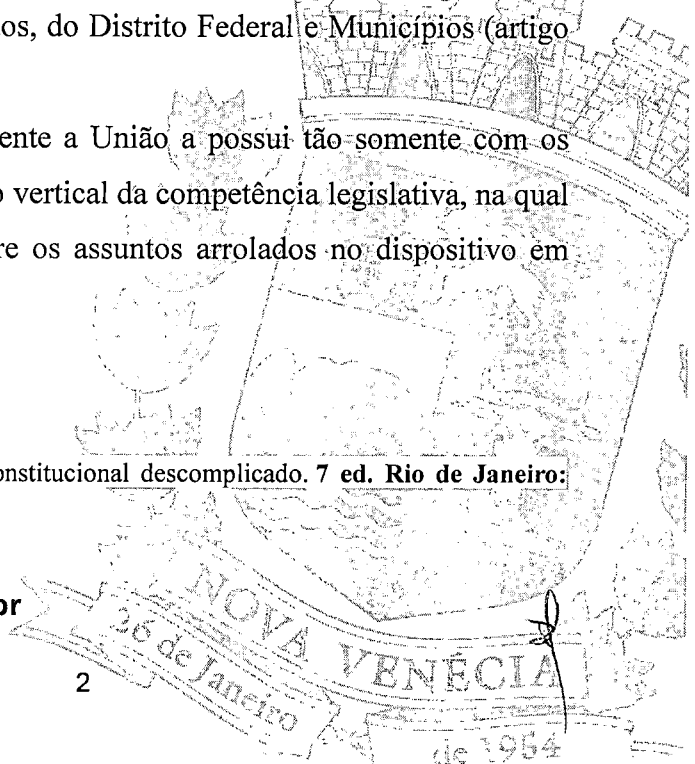 os, do Distrito Federal e Municípios (artigo
ente a União a possui tão somente com os
o vertical da competência legislativa, na qual
re os assuntos arrolados no dispositivo em
onstitucional descomplicado. 7 ed. Rio de Janeiro:
or
2
NOVA VENÉCIA
26 de Janeiro
de 1954